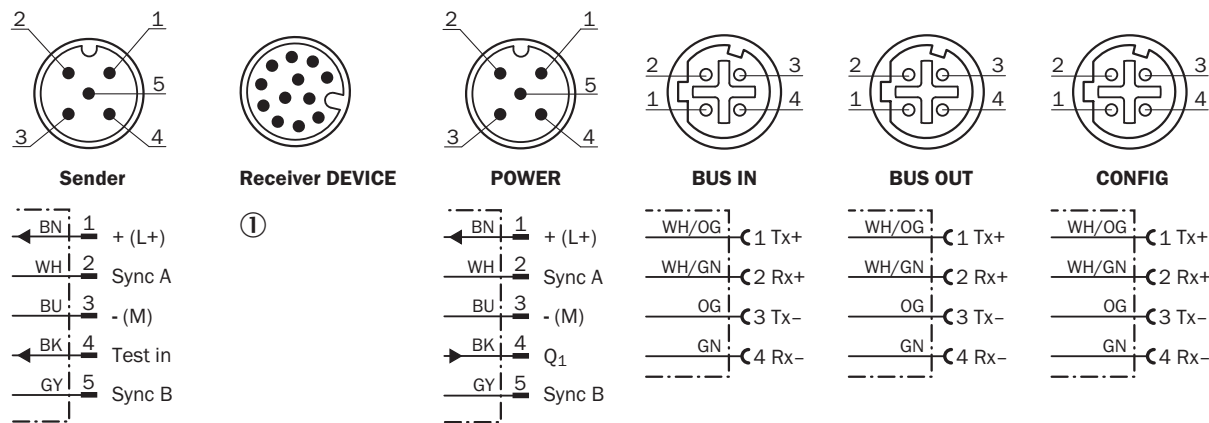 2 1 2 1
2 3 2 3 2 3
5 5
1 4 1 4 1 4
3 4 3 4
Sender Receiver DEVICE POWER BUS IN BUS OUT CONFIG
①
BN 1 + (L+) BN 1 + (L+) WH/OG 1 Tx+ WH/OG 1 Tx+ WH/OG 1 Tx+
WH 2 Sync A WH 2 Sync A WH/GN 2 Rx+ WH/GN 2 Rx+ WH/GN 2 Rx+
BU 3 - (M) BU 3 - (M) OG 3 Tx– OG 3 Tx– OG 3 Tx–
BK 4 Test in BK 4 Q₁ GN 4 Rx– GN 4 Rx– GN 4 Rx–
GY 5 Sync B GY 5 Sync B